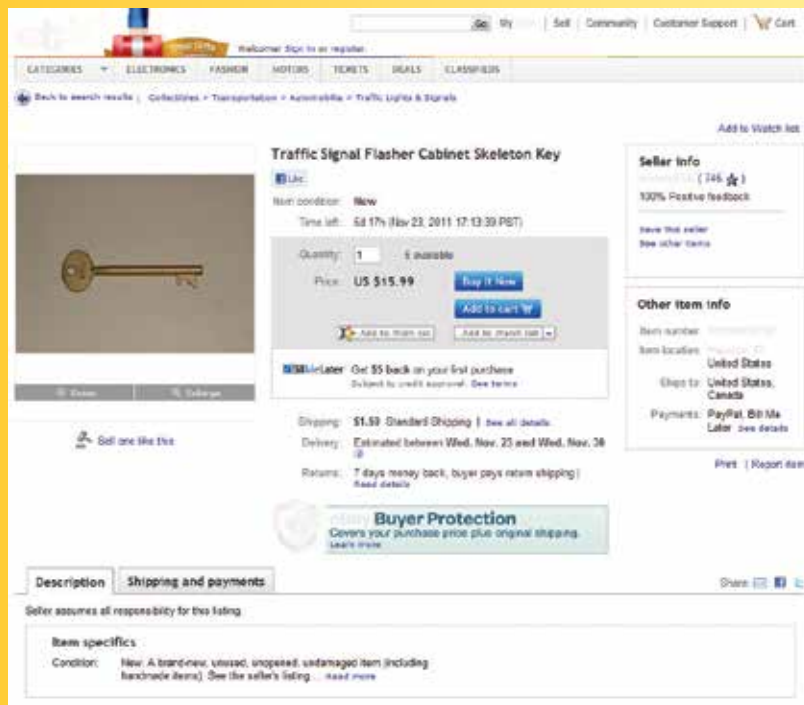 Go My | Sell | Community | Customer Support | Cart
Welcome! Sign in or register.
CATEGORIES ELECTRONICS FASHION MOTORS TICKETS DEALS CLASSIFIEDS
Back to search results | Collectibles > Transportation > Automobilia > Traffic Lights & Signals
Add to Watch list
Traffic Signal Flasher Cabinet Skeleton Key
Like
Item condition: New
Time left: 5d 17h (Nov 23, 2011 17:13:39 PST)
Quantity: 1 6 available
Price: US $15.99 Buy It Now
Add to cart
Add to Watch list
BillMeLater Get $5 back on your first purchase
Subject to credit approval. See terms
Shipping: $1.50 Standard Shipping | See all details
Delivery: Estimated between Wed. Nov. 23 and Wed. Nov. 30
Returns: 7 days money back, buyer pays return shipping |
Read details
Buyer Protection
Covers your purchase price plus original shipping.
Learn more
Seller info
100% Positive feedback
Save this seller
See other items
Other item info
Item number:
Item location:
United States
Ships to: United States,
Canada
Payments: PayPal, Bill Me
Later See details
Print | Report item
Enlarge
Sell one like this
Description Shipping and payments
Share:
Seller assumes all responsibility for this listing.
Item specifics
Condition: New: A brand-new, unused, unopened, undamaged item (including
handmade items). See the seller's listing ... Read more